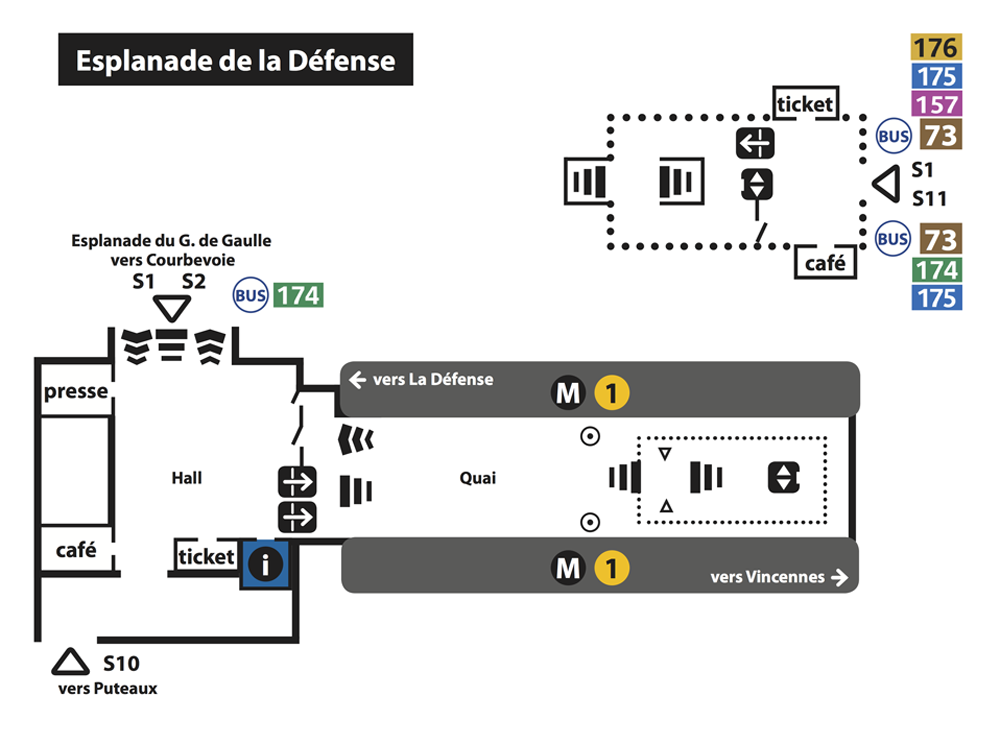 Esplanade de la Défense
176
175
157
BUS 73
ticket
S1
S11
BUS 73
174
175
café
Esplanade du G. de Gaulle
vers Courbevoie
S1 S2
BUS 174
presse
vers La Défense
M 1
Hall
Quai
café
ticket
i
M 1
vers Vincennes
S10
vers Puteaux